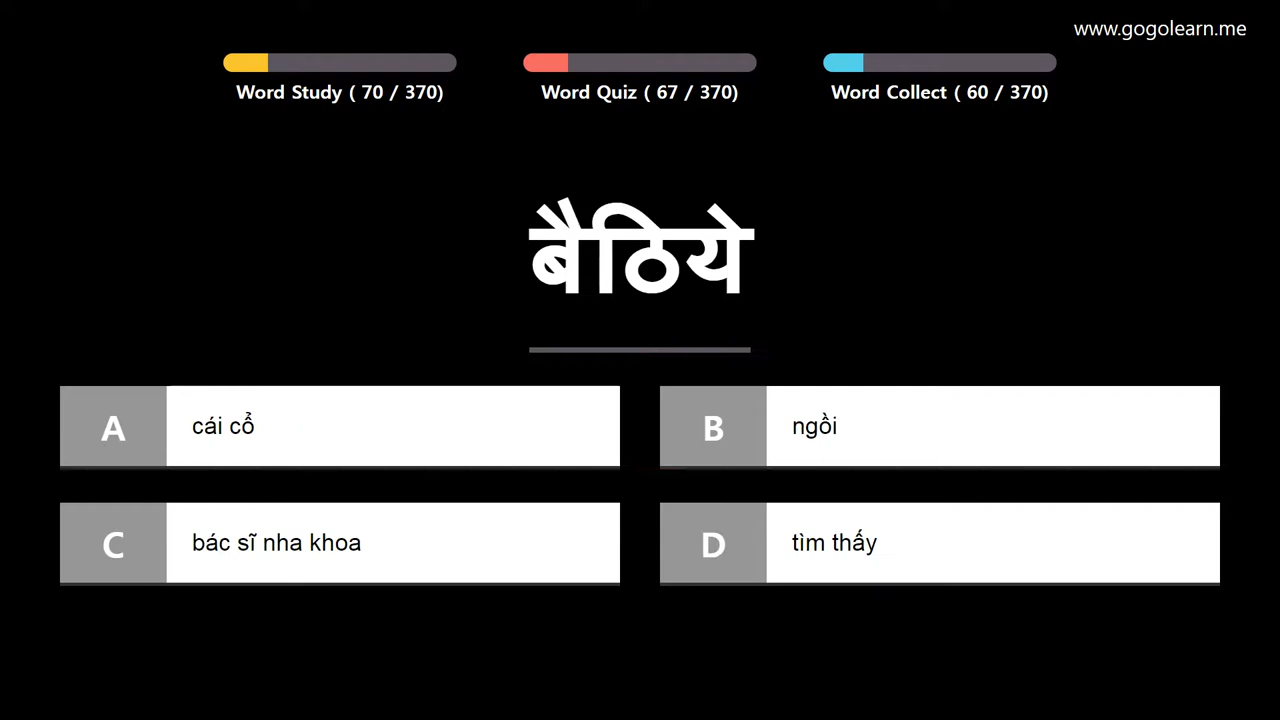 www.gogolearn.me
Word Study ( 70 / 370)
Word Quiz ( 67 / 370)
Word Collect ( 60 / 370)
बैठिये
A
cái cổ
B
ngồi
C
bác sĩ nha khoa
D
tìm thấy